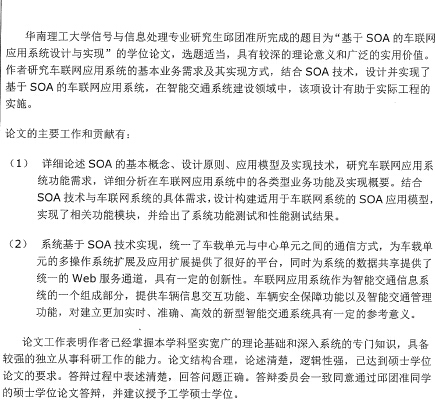 华南理工大学信号与信息处理专业研究生邱团准所完成的题目为“基于 SOA 的车联网
应用系统设计与实现”的学位论文，选题适当，具有较深的理论意义和广泛的实用价值。
作者研究车联网应用系统的基本业务需求及其实现方式，结合 SOA 技术，设计并实现了
基于 SOA 的车联网应用系统，在智能交通系统建设领域中，该项设计有助于实际工程的
实施。
论文的主要工作和贡献有：
（1） 详细论述 SOA 的基本概念、设计原则、应用模型及实现技术，研究车联网应用系
统功能需求，详细分析在车联网应用系统中的各类型业务功能及实现概要。结合
SOA 技术与车联网系统的具体需求，设计构建适用于车联网系统的 SOA 应用模型，
实现了相关功能模块，并给出了系统功能测试和性能测试结果。
（2） 系统基于 SOA 技术实现，统一了车载单元与中心单元之间的通信方式，为车载单
元的多操作系统扩展及应用扩展提供了很好的平台，同时为系统的数据共享提供了
统一的 Web 服务通道，具有一定的创新性。车联网应用系统作为智能交通信息系
统的一个组成部分，提供车辆信息交互功能、车辆安全保障功能以及智能交通管理
功能，对建立更加实时、准确、高效的新型智能交通系统具有一定的参考意义。
论文工作表明作者已经掌握本学科坚实宽广的理论基础和深入系统的专门知识，具备
较强的独立从事科研工作的能力。论文结构合理，论述清楚，逻辑性强，已达到硕士学位
论文的要求。答辩过程中表述清楚，回答问题正确。答辩委员会一致同意通过邱团准同学
的硕士学位论文答辩，并建议授予工学硕士学位。